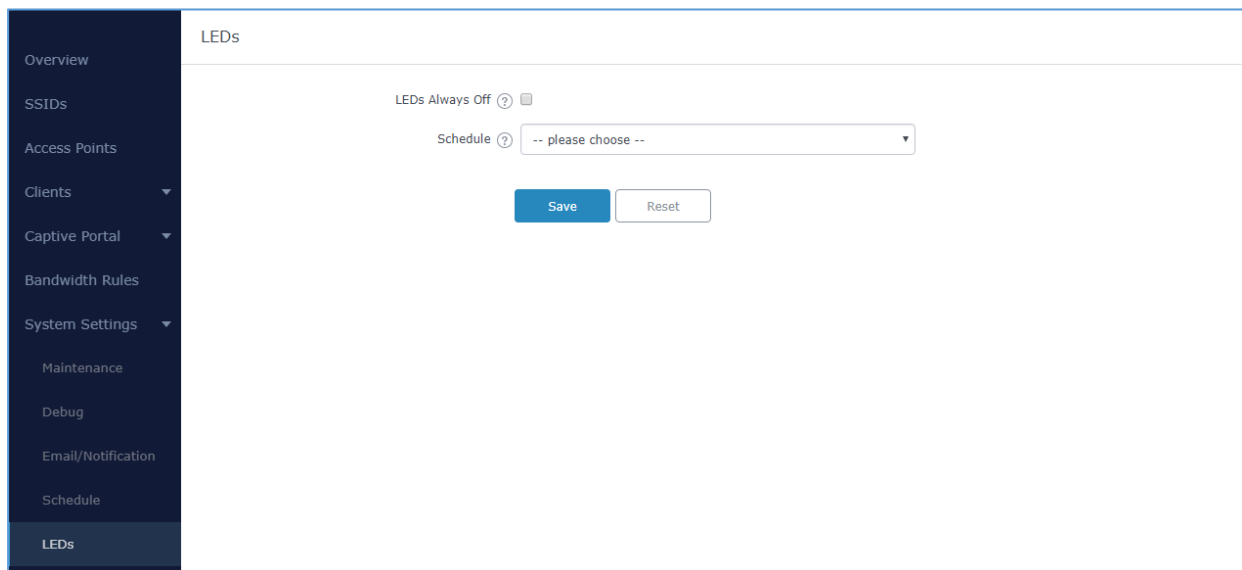 LEDs
Overview
SSIDs
Access Points
Clients
Captive Portal
Bandwidth Rules
System Settings
Maintenance
Debug
Email/Notification
Schedule
LEDs
LEDs Always Off ?
Schedule ? -- please choose --
Save Reset